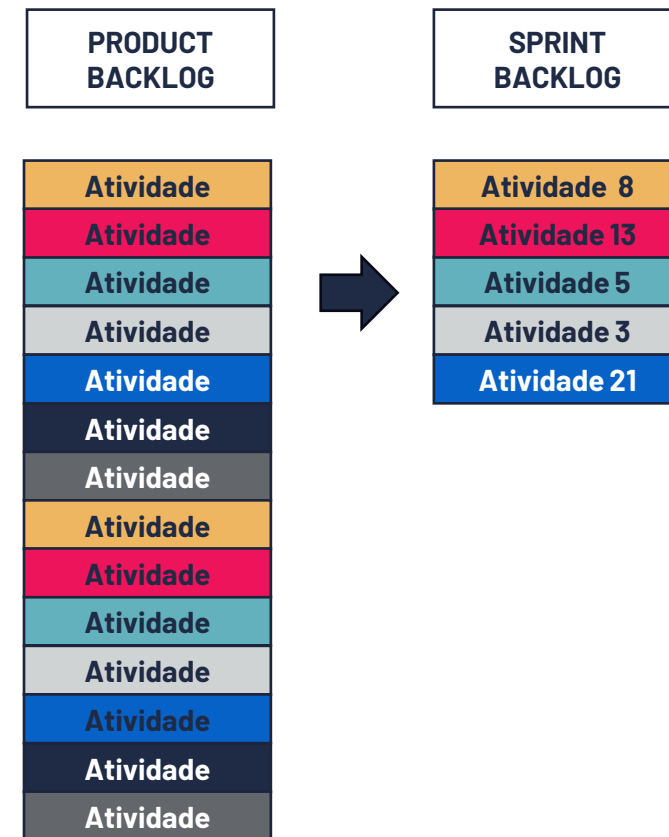 PRODUCT
BACKLOG
Atividade
Atividade
Atividade
Atividade
Atividade
Atividade
Atividade
Atividade
Atividade
Atividade
Atividade
Atividade
Atividade
Atividade
SPRINT
BACKLOG
Atividade 8
Atividade 13
Atividade 5
Atividade 3
Atividade 21